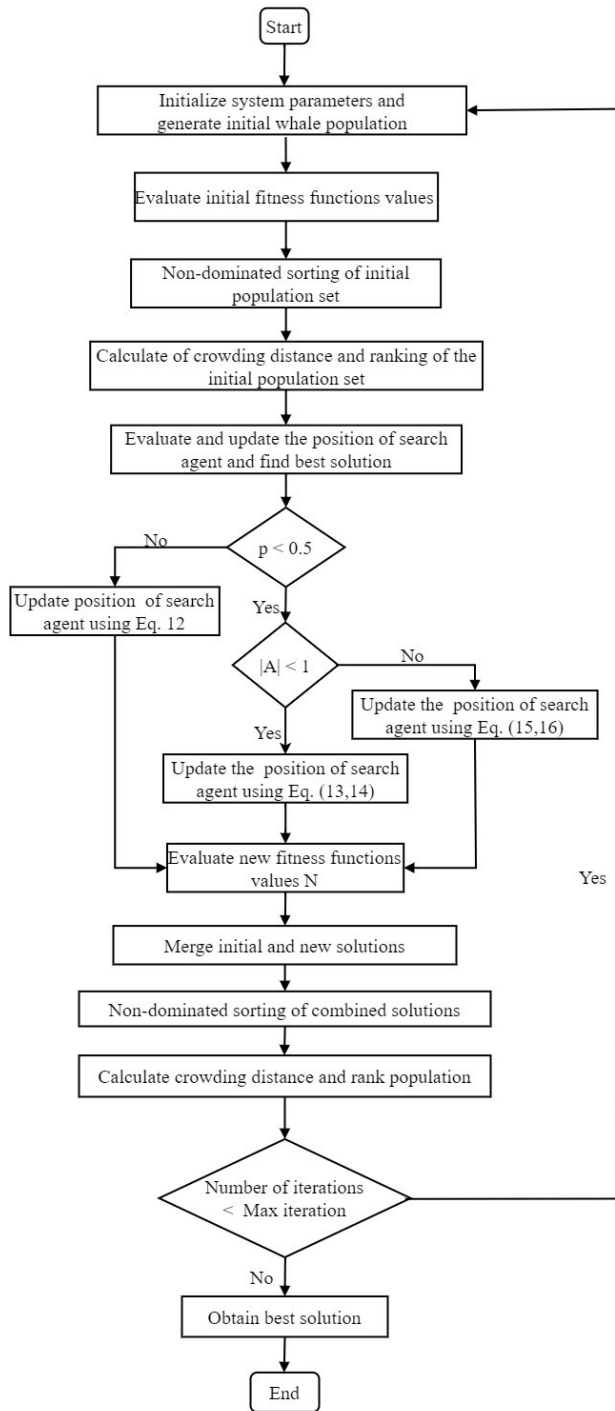 Start
Initialize system parameters and
generate initial whale population
Evaluate initial fitness functions values
Non-dominated sorting of initial
population set
Calculate of crowding distance and ranking of the
initial population set
Evaluate and update the position of search
agent and find best solution
No
p < 0.5
Update position of search
agent using Eq. 12
Yes
|A| < 1
No
Update the position of search
agent using Eq. (15,16)
Yes
Update the position of search
agent using Eq. (13,14)
Evaluate new fitness functions
values N
Yes
Merge initial and new solutions
Non-dominated sorting of combined solutions
Calculate crowding distance and rank population
Number of iterations
< Max iteration
No
Obtain best solution
End